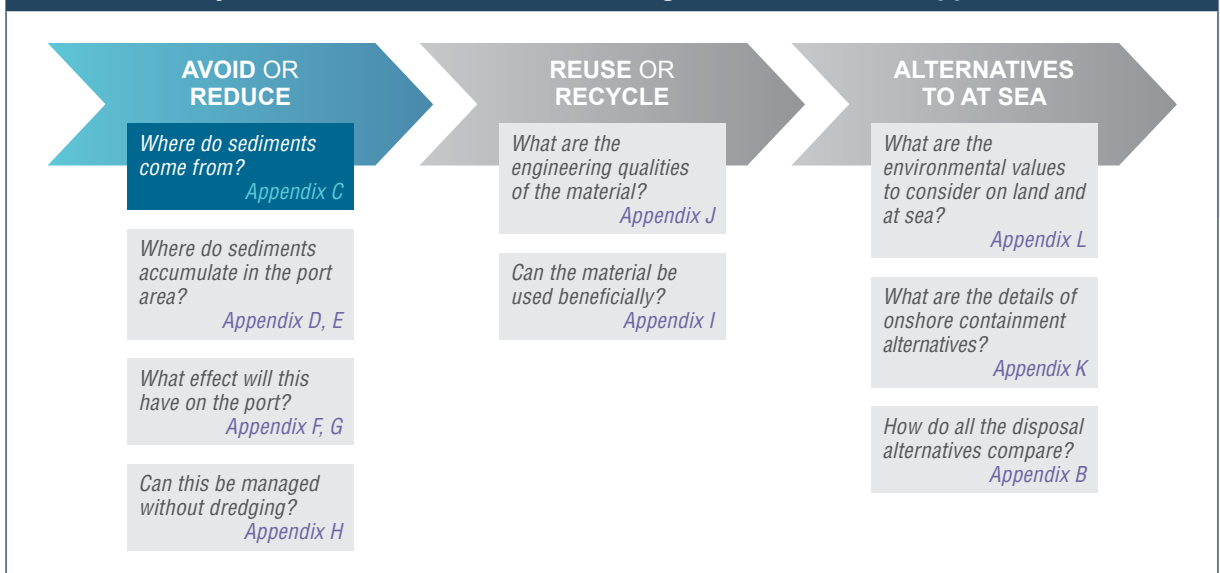 AVOID OR
REDUCE
Where do sediments
come from?
Appendix C
Where do sediments
accumulate in the port
area?
Appendix D, E
What effect will this
have on the port?
Appendix F, G
Can this be managed
without dredging?
Appendix H
REUSE OR
RECYCLE
What are the
engineering qualities
of the material?
Appendix J
Can the material be
used beneficially?
Appendix I
ALTERNATIVES
TO AT SEA
What are the
environmental values
to consider on land and
at sea?
Appendix L
What are the details of
onshore containment
alternatives?
Appendix K
How do all the disposal
alternatives compare?
Appendix B